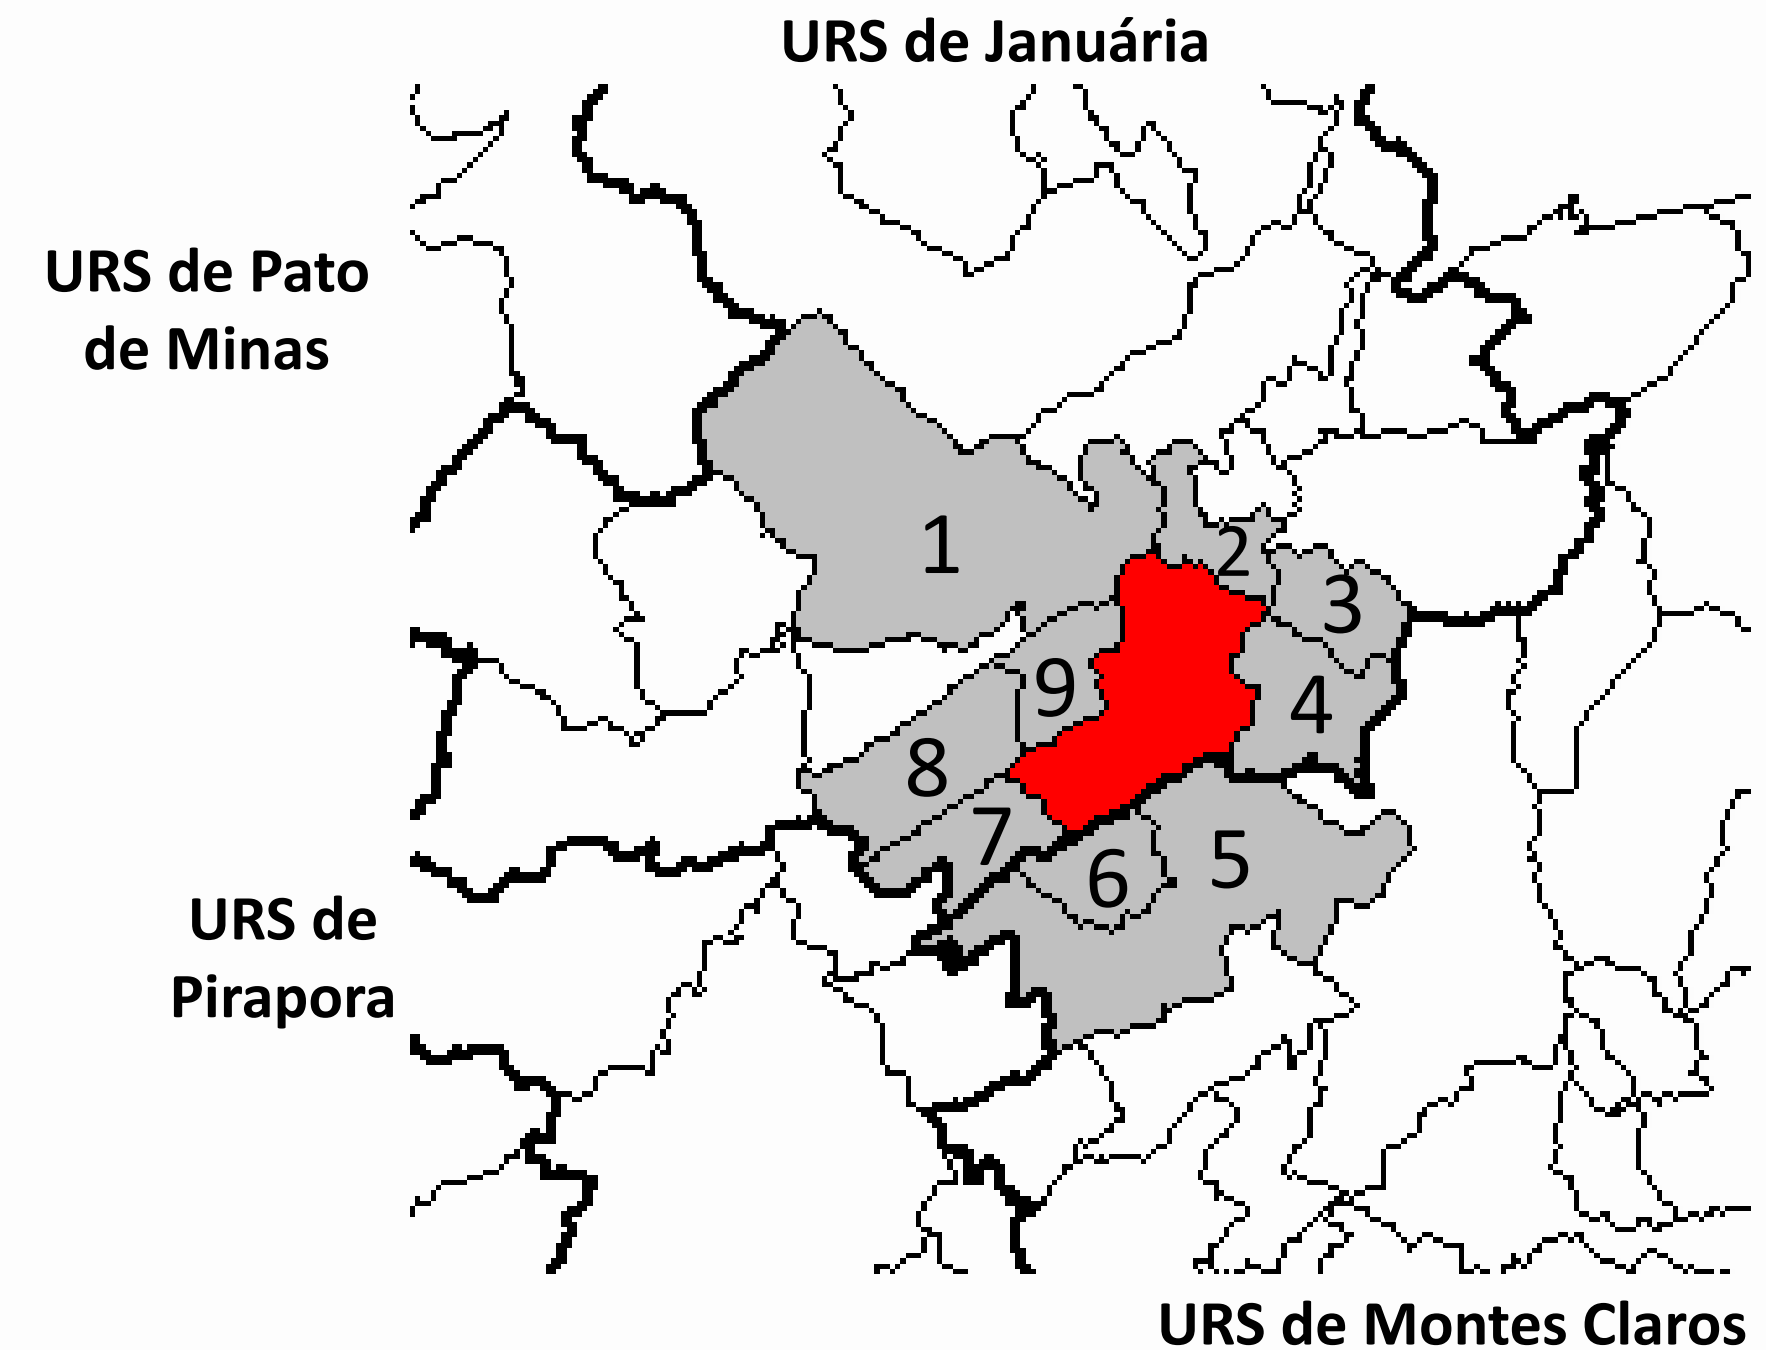 URS de Januária
URS de Pato
de Minas
1
2
3
9
4
8
7
5
6
URS de
Pirapora
URS de Montes Claros